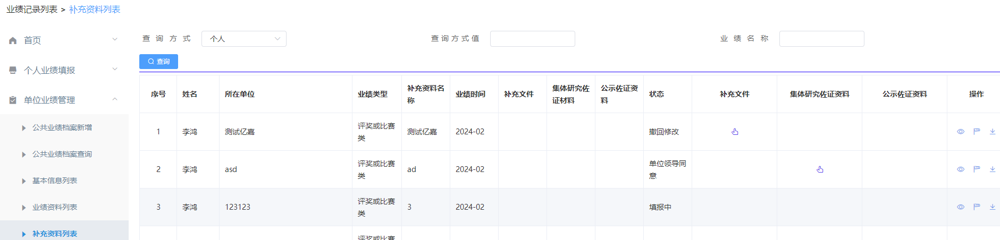 业绩记录列表 > 补充资料列表
首页
个人业绩填报
单位业绩管理
公共业绩档案新增
公共业绩档案查询
基本信息列表
业绩资料列表
补充资料列表
查询方式 个人 查询方式值 业绩名称
查询
序号 姓名 所在单位 业绩类型 补充资料名称 业绩时间 补充文件 集体研究佐证材料 公示佐证资料 状态 补充文件 集体研究佐证资料 公示佐证资料 操作
1 李鸿 测试亿嘉 评奖或比赛类 测试亿嘉 2024-02 撤回修改
2 李鸿 asd 评奖或比赛类 ad 2024-02 单位领导同意
3 李鸿 123123 评奖或比赛类 3 2024-02 填报中
评奖或比赛